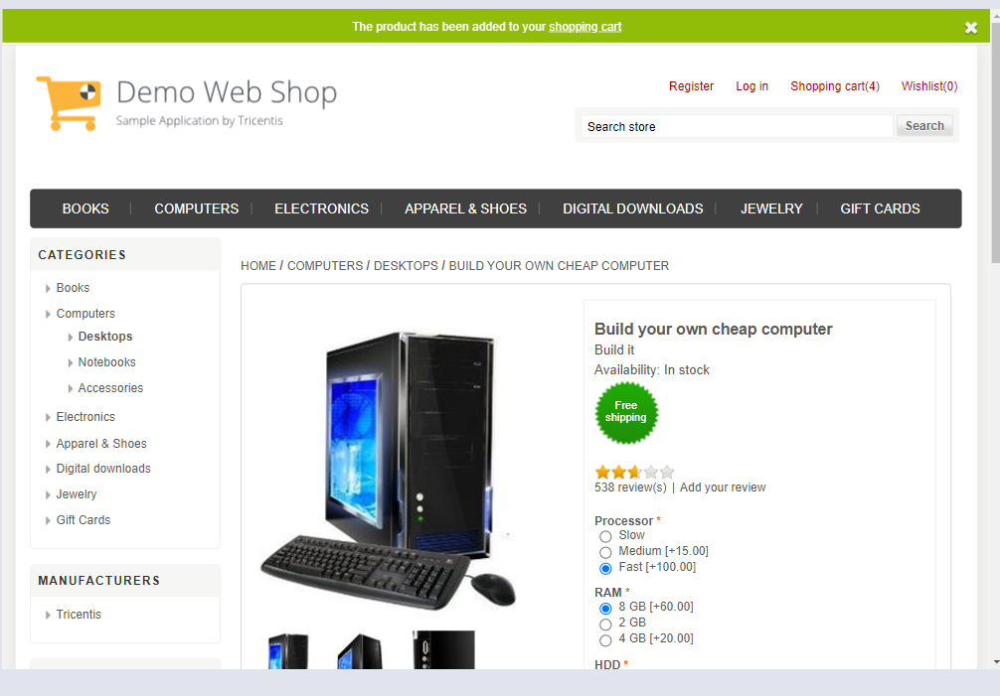 The product has been added to your shopping cart
Demo Web Shop
Sample Application by Tricentis
Register Log in Shopping cart(4) Wishlist(0)
Search store Search
BOOKS COMPUTERS ELECTRONICS APPAREL & SHOES DIGITAL DOWNLOADS JEWELRY GIFT CARDS
CATEGORIES
Books
Computers
Desktops
Notebooks
Accessories
Electronics
Apparel & Shoes
Digital downloads
Jewelry
Gift Cards
MANUFACTURERS
Tricentis
HOME / COMPUTERS / DESKTOPS / BUILD YOUR OWN CHEAP COMPUTER
Build your own cheap computer
Build it
Availability: In stock
Free
shipping
538 review(s) | Add your review
Processor *
Slow
Medium [+15.00]
Fast [+100.00]
RAM *
8 GB [+60.00]
2 GB
4 GB [+20.00]
HDD *